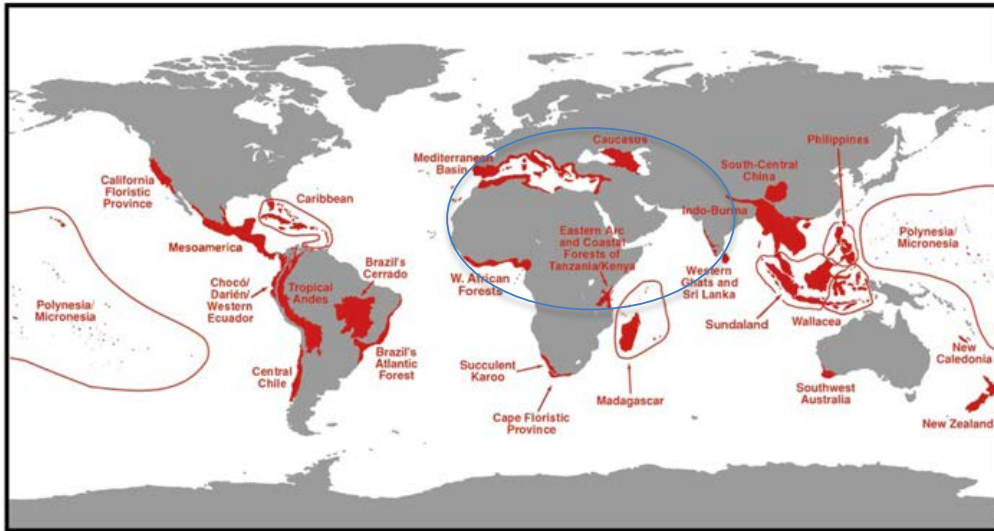 Caucasus
Philippines
Mediterranean
Basin
South-Central
China
California
Floristic
Province
Caribbean
Indo-Burma
Mesoamerica
Eastern Arc
and Coastal
Forests of
Tanzania/Kenya
Polynesia/
Micronesia
Brazil's
Cerrado
W. African
Forests
Western
Ghats and
Sri Lanka
Chocó/
Darién/
Western
Ecuador
Tropical
Andes
Polynesia/
Micronesia
Sundaland
Wallacea
Brazil's
Atlantic
Forest
New
Caledonia
Central
Chile
Succulent
Karoo
Madagascar
Southwest
Australia
Cape Floristic
Province
New Zealand